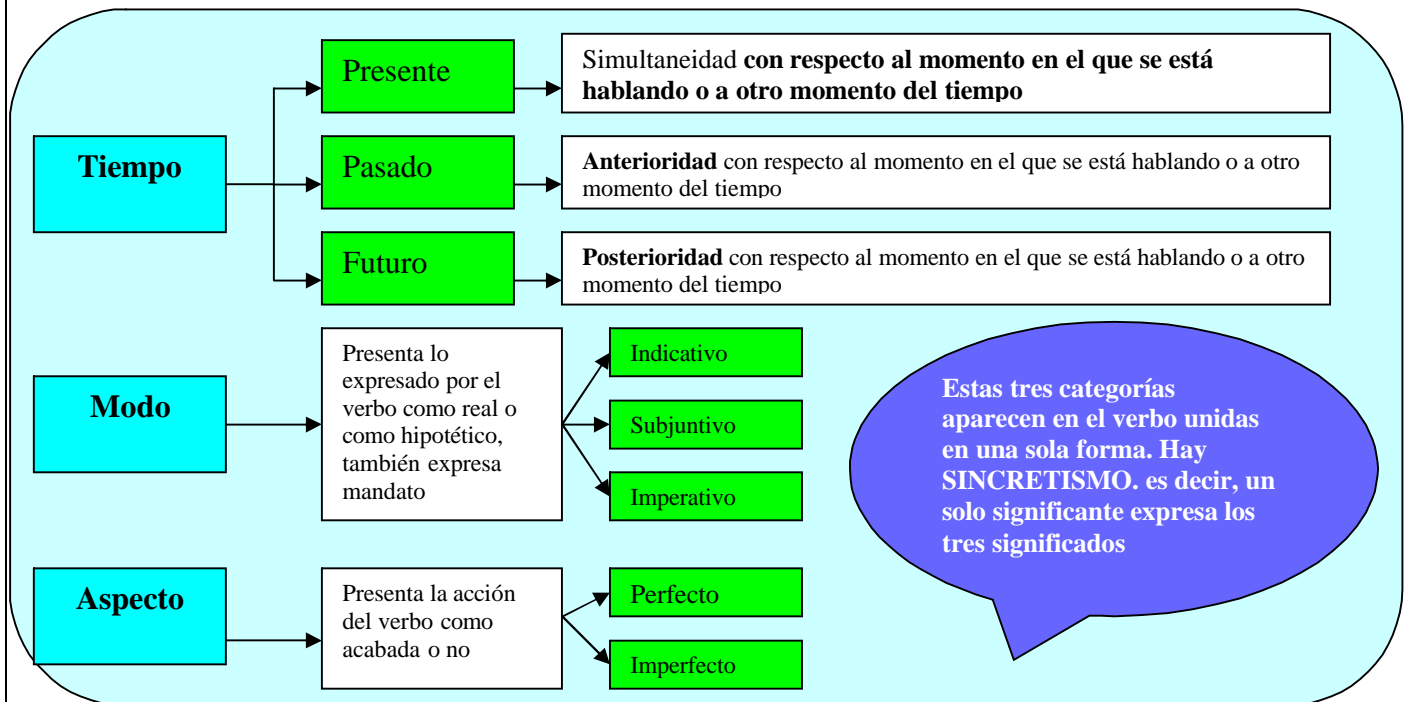 Tiempo
Presente
Simultaneidad con respecto al momento en el que se está
hablando o a otro momento del tiempo
Pasado
Anterioridad con respecto al momento en el que se está hablando o a otro
momento del tiempo
Futuro
Posterioridad con respecto al momento en el que se está hablando o a otro
momento del tiempo
Modo
Presenta lo
expresado por el
verbo como real o
como hipotético,
también expresa
mandato
Indicativo
Subjuntivo
Imperativo
Estas tres categorías
aparecen en el verbo unidas
en una sola forma. Hay
SINCRETISMO. es decir, un
solo significante expresa los
tres significados
Aspecto
Presenta la acción
del verbo como
acabada o no
Perfecto
Imperfecto